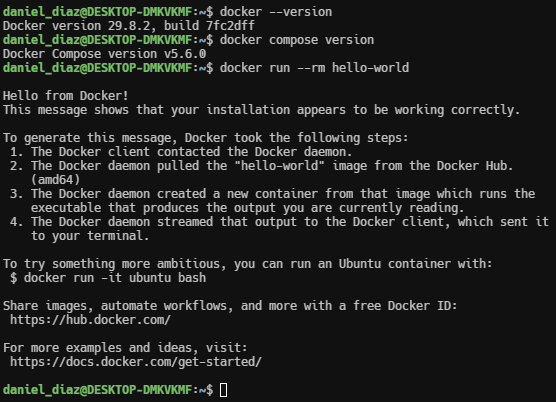 daniel_diaz@DESKTOP-DMKVKMF:~$ docker --version
Docker version 29.8.2, build 7fc2dff
daniel_diaz@DESKTOP-DMKVKMF:~$ docker compose version
Docker Compose version v5.6.0
daniel_diaz@DESKTOP-DMKVKMF:~$ docker run --rm hello-world

Hello from Docker!
This message shows that your installation appears to be working correctly.

To generate this message, Docker took the following steps:
 1. The Docker client contacted the Docker daemon.
 2. The Docker daemon pulled the "hello-world" image from the Docker Hub.
    (amd64)
 3. The Docker daemon created a new container from that image which runs the
    executable that produces the output you are currently reading.
 4. The Docker daemon streamed that output to the Docker client, which sent it
    to your terminal.

To try something more ambitious, you can run an Ubuntu container with:
 $ docker run -it ubuntu bash

Share images, automate workflows, and more with a free Docker ID:
 https://hub.docker.com/

For more examples and ideas, visit:
 https://docs.docker.com/get-started/

daniel_diaz@DESKTOP-DMKVKMF:~$